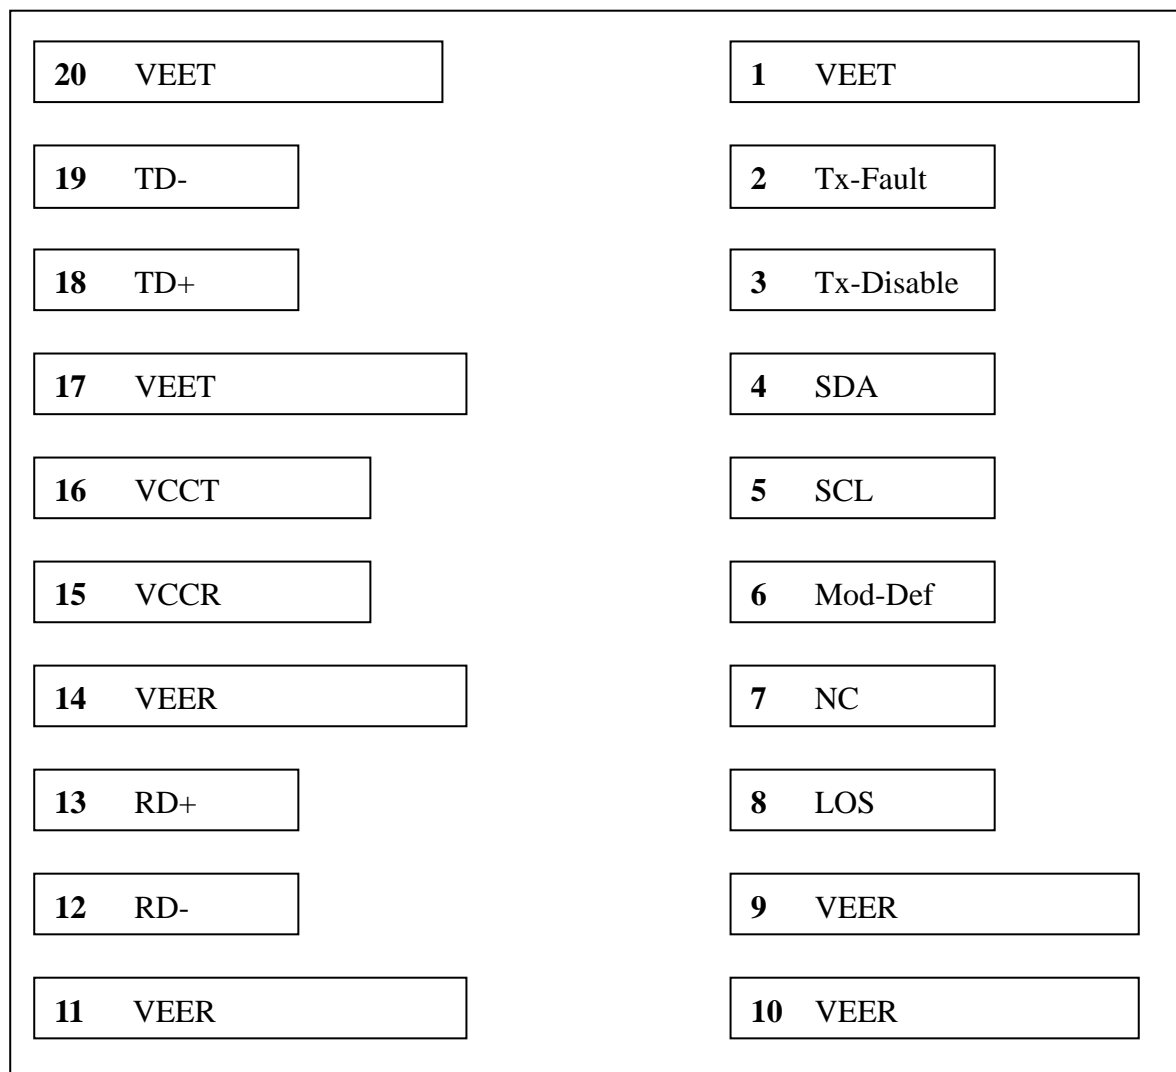 20 VEET 1 VEET
19 TD- 2 Tx-Fault
18 TD+ 3 Tx-Disable
17 VEET 4 SDA
16 VCCT 5 SCL
15 VCCR 6 Mod-Def
14 VEER 7 NC
13 RD+ 8 LOS
12 RD- 9 VEER
11 VEER 10 VEER